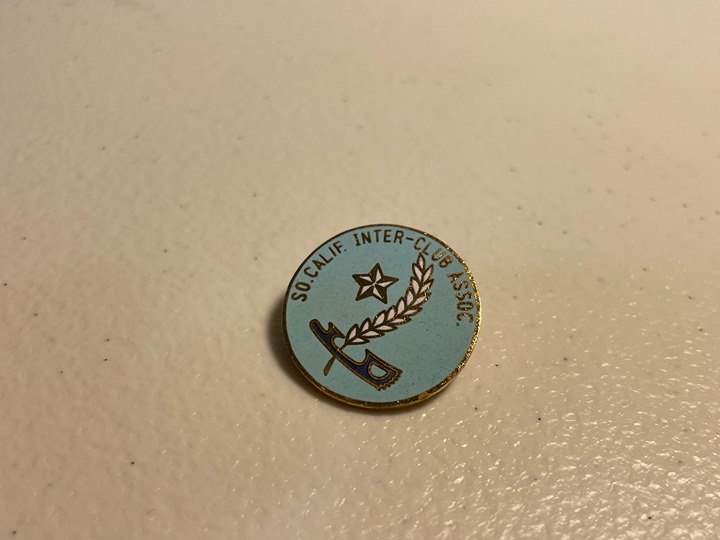 SO.CALIF. INTER-CLUB ASSOC.